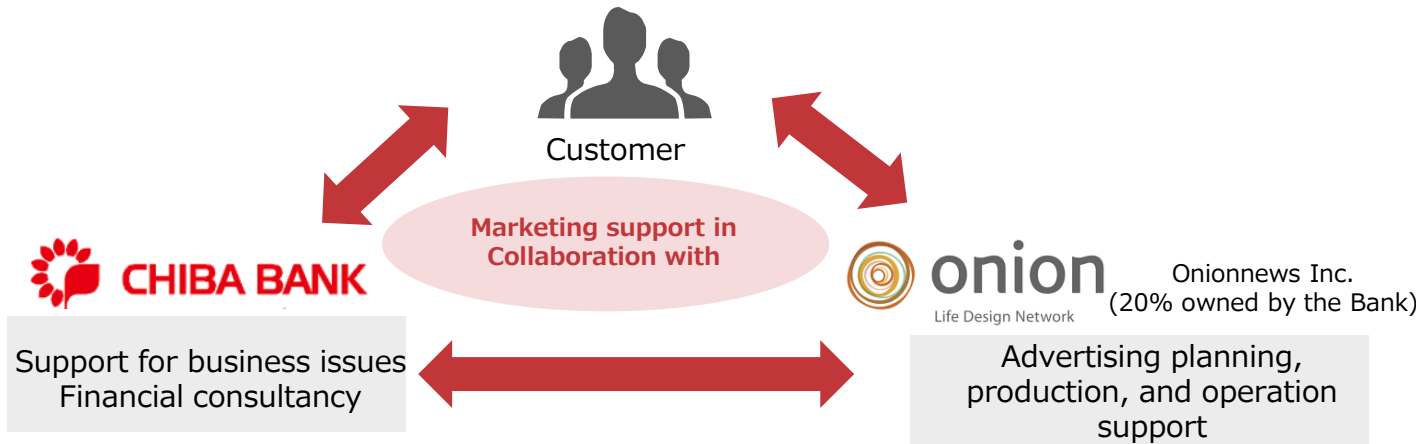 Customer
Marketing support in
Collaboration with
CHIBA BANK
onion
Life Design Network
Onionnews Inc.
(20% owned by the Bank)
Support for business issues
Financial consultancy
Advertising planning,
production, and operation
support